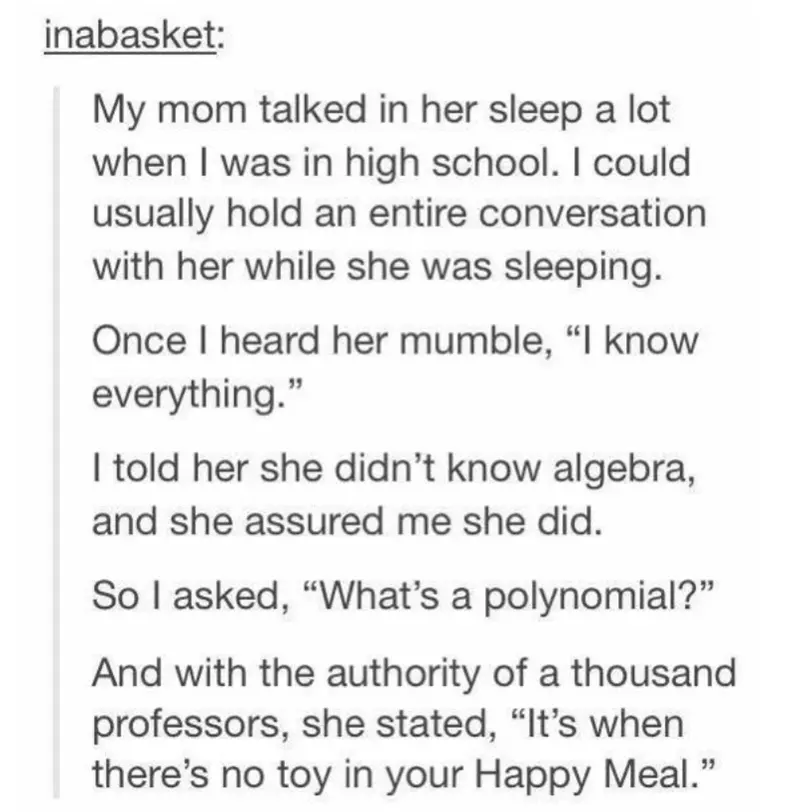 inabasket:
My mom talked in her sleep a lot
when I was in high school. I could
usually hold an entire conversation
with her while she was sleeping.
Once I heard her mumble, “I know
everything.”
I told her she didn’t know algebra,
and she assured me she did.
So I asked, “What’s a polynomial?”
And with the authority of a thousand
professors, she stated, “It’s when
there’s no toy in your Happy Meal.”